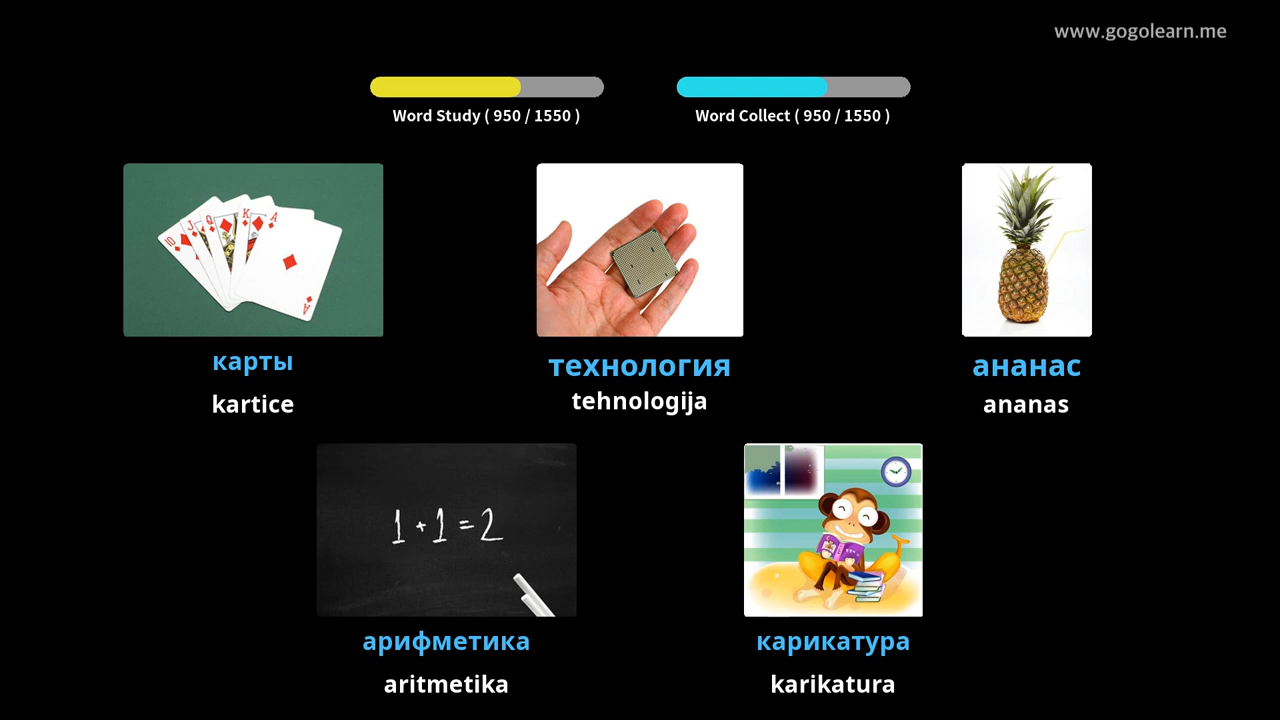 www.gogolearn.me
Word Study ( 950 / 1550 )
Word Collect ( 950 / 1550 )
10 J Q K A
A
карты
kartice
технология
tehnologija
ананас
ananas
1 + 1 = 2
арифметика
aritmetika
карикатура
karikatura